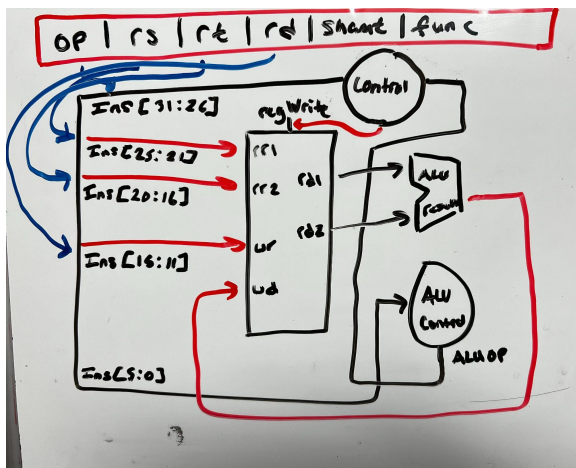 op | rs | rt | rd | shamt | func
Ins [31:26]
Control
regWrite
Ins[25:21]
rr1
rd1
ALU
result
Ins[20:16]
rr2
rd2
Ins[15:11]
wr
wd
ALU
Control
ALU OP
Ins[5:0]